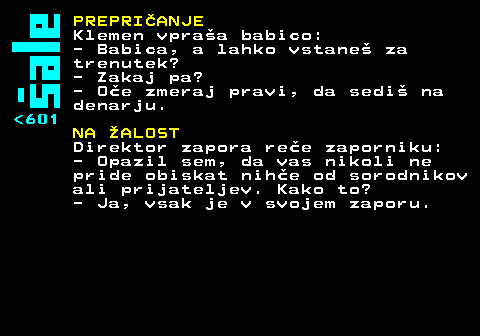 Šale
<601
PREPRIČANJE
Klemen vpraša babico:
- Babica, a lahko vstaneš za
trenutek?
- Zakaj pa?
- Oče zmeraj pravi, da sediš na
denarju.
NA ŽALOST
Direktor zapora reče zaporniku:
- Opazil sem, da vas nikoli ne
pride obiskat nihče od sorodnikov
ali prijateljev. Kako to?
- Ja, vsak je v svojem zaporu.